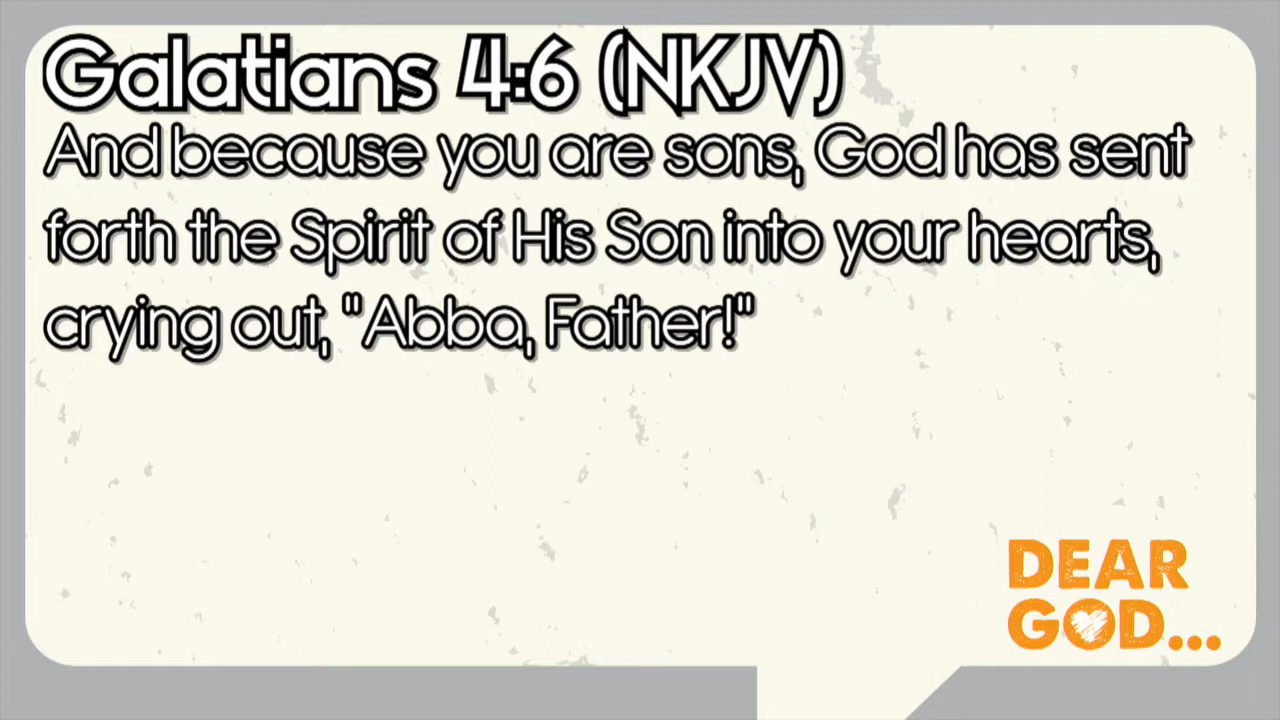 Galatians 4:6 (NKJV)
And because you are sons, God has sent
forth the Spirit of His Son into your hearts,
crying out, "Abba, Father!"
DEAR
GOD...